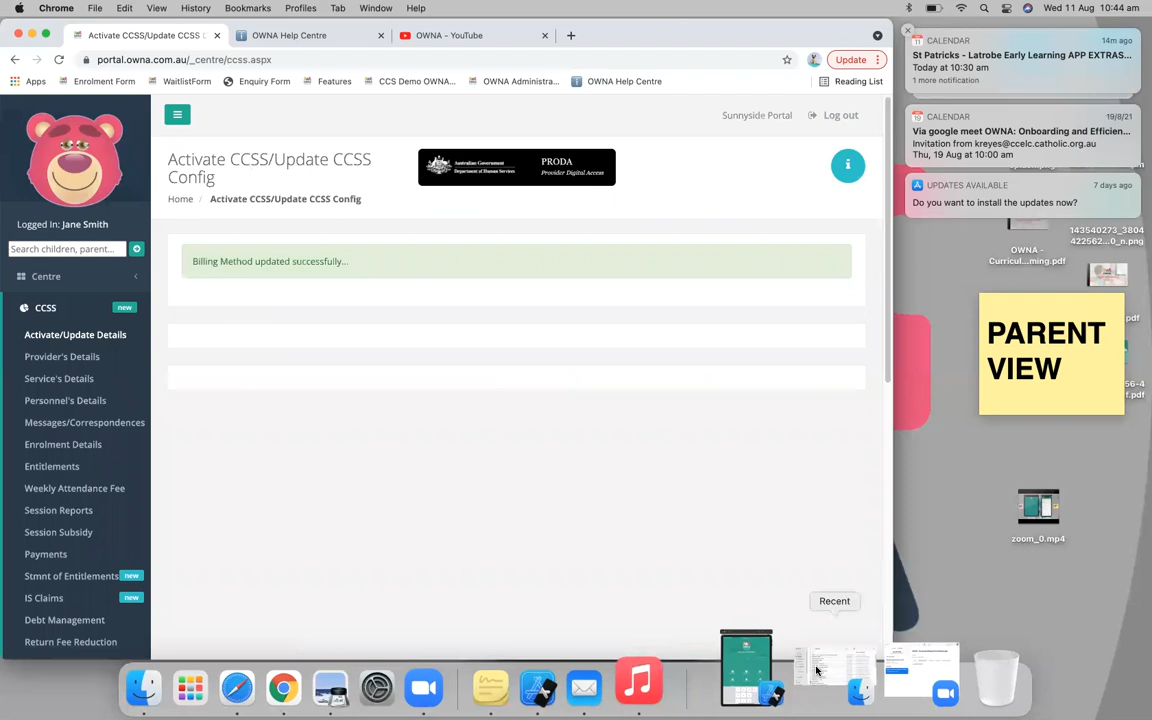 Chrome File Edit View History Bookmarks Profiles Tab Window Help
Wed 11 Aug 10:44 am
Activate CCSS/Update CCSS C
OWNA Help Centre
OWNA - YouTube
portal.owna.com.au/_centre/ccss.aspx
Update
Apps Enrolment Form WaitlistForm Enquiry Form Features CCS Demo OWNA... OWNA Administra... OWNA Help Centre Reading List
Sunnyside Portal Log out
Activate CCSS/Update CCSS
Config
Australian Government
Department of Human Services
PRODA
Provider Digital Access
Home / Activate CCSS/Update CCSS Config
Billing Method updated successfully...
Logged In: Jane Smith
Search children, parent...
Centre
CCSS new
Activate/Update Details
Provider's Details
Service's Details
Personnel's Details
Messages/Correspondences
Enrolment Details
Entitlements
Weekly Attendance Fee
Session Reports
Session Subsidy
Payments
Stmnt of Entitlements new
IS Claims new
Debt Management
Return Fee Reduction
CALENDAR 14m ago
St Patricks - Latrobe Early Learning APP EXTRAS...
Today at 10:30 am
1 more notification
CALENDAR 19/8/21
Via google meet OWNA: Onboarding and Efficien...
Invitation from kreyes@ccelc.catholic.org.au
Thu, 19 Aug at 10:00 am
UPDATES AVAILABLE 7 days ago
Do you want to install the updates now?
143540273_3804
422562...0_n.png
OWNA -
Curricul...ming.pdf
PARENT
VIEW
zoom_0.mp4
Recent